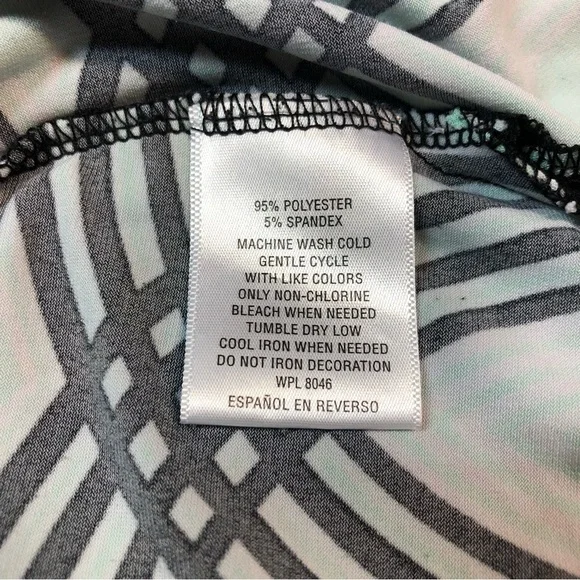 95% POLYESTER
5% SPANDEX
MACHINE WASH COLD
GENTLE CYCLE
WITH LIKE COLORS
ONLY NON-CHLORINE
BLEACH WHEN NEEDED
TUMBLE DRY LOW
COOL IRON WHEN NEEDED
DO NOT IRON DECORATION
WPL 8046
ESPAÑOL EN REVERSO